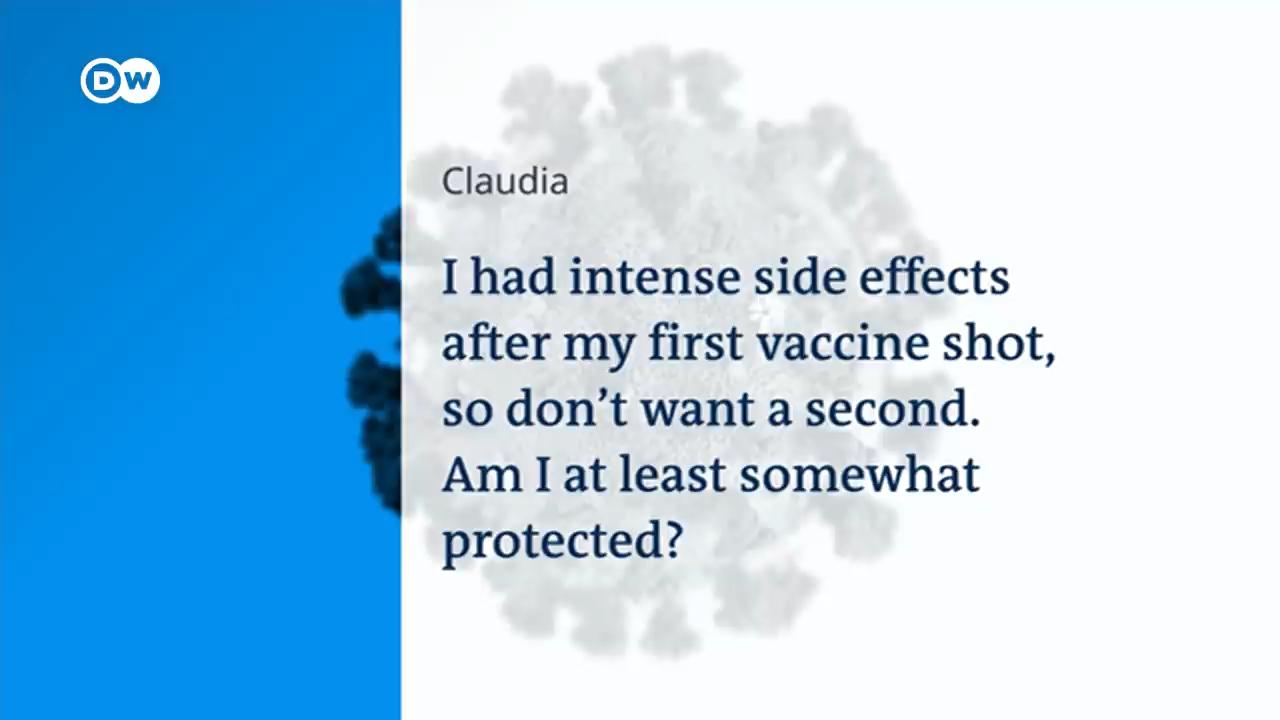 DW
Claudia
I had intense side effects
after my first vaccine shot,
so don’t want a second.
Am I at least somewhat
protected?